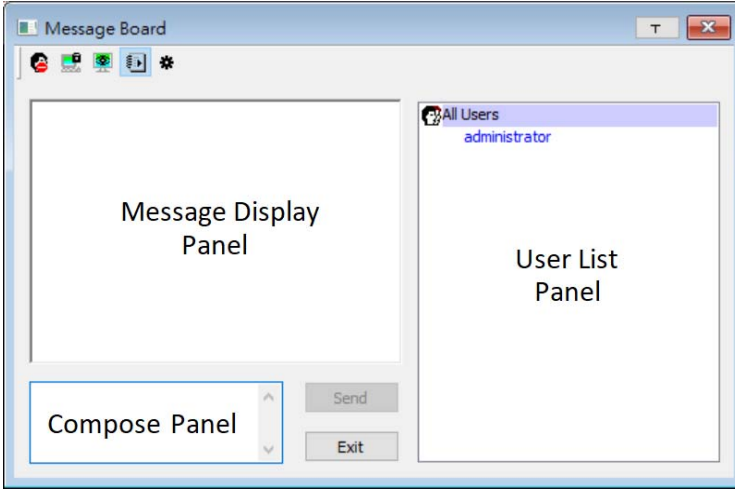 Message Board
All Users
administrator
Message Display
Panel
User List
Panel
Compose Panel
Send
Exit